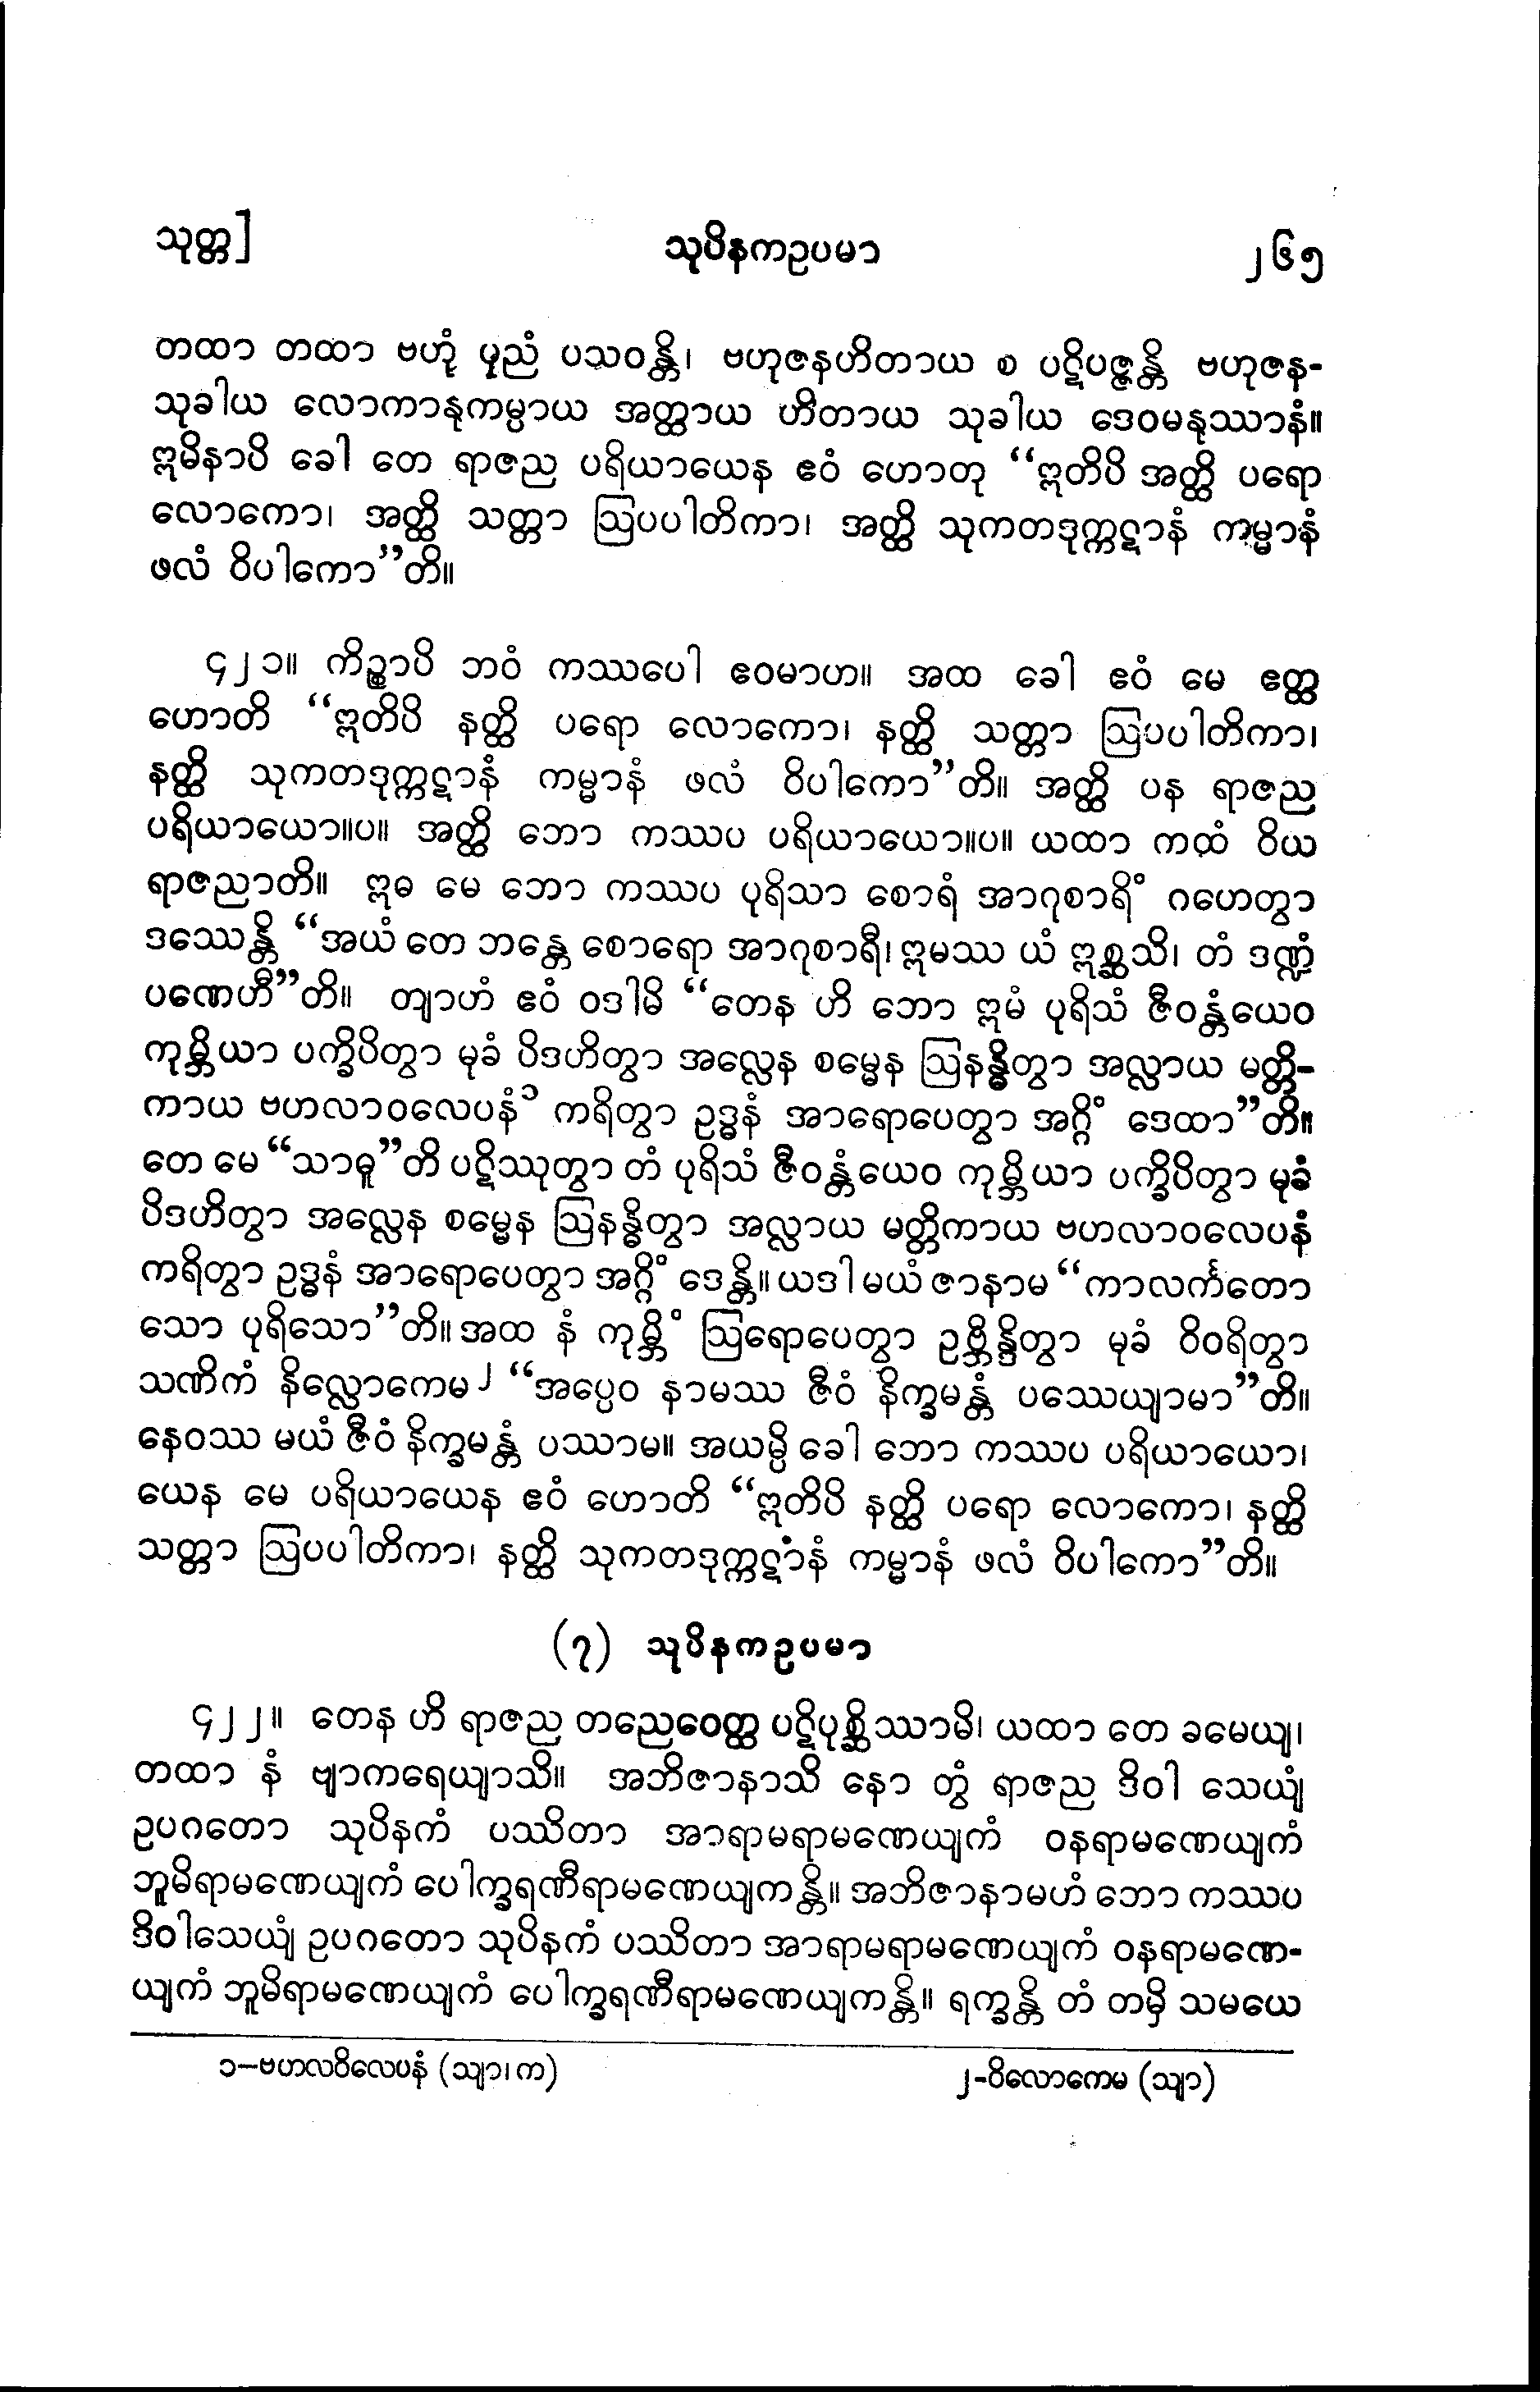 သုတ္တ]
သုပိနကဥပမာ
၂၆၅
တထာ တထာ ဗဟုံ ပုညံ ပသဝန္တိ၊ ဗဟုဇနဟိတာယ စ ပဋိပဇ္ဇန္တိ ဗဟုဇန-
သုခါယ လောကာနုကမ္ပာယ အတ္ထာယ ဟိတာယ သုခါယ ဒေဝမနုဿာနံ။
ဣမိနာပိ ခေါ တေ ရာဇည ပရိယာယေန ဧဝံ ဟောတု “ဣတိပိ အတ္ထိ ပရော
လောကော၊ အတ္ထိ သတ္တာ ဩပပါတိကာ၊ အတ္ထိ သုကတဒုက္ကဋာနံ ကမ္မာနံ
ဖလံ ဝိပါကော”တိ။
၄၂၁။ ကိဉ္စာပိ ဘဝံ ကဿပေါ ဧဝမာဟ။ အထ ခေါ ဧဝံ မေ ဧတ္ထ
ဟောတိ “ဣတိပိ နတ္ထိ ပရော လောကော၊ နတ္ထိ သတ္တာ ဩပပါတိကာ၊
နတ္ထိ သုကတဒုက္ကဋာနံ ကမ္မာနံ ဖလံ ဝိပါကော”တိ။ အတ္ထိ ပန ရာဇည
ပရိယာယော။ပ။ အတ္ထိ ဘော ကဿပ ပရိယာယော။ပ။ ယထာ ကထံ ဝိယ
ရာဇညာတိ။ ဣဓ မေ ဘော ကဿပ ပုရိသာ စောရံ အာဂုစာရိံ ဂဟေတွာ
ဒဿေန္တိ “အယံ တေ ဘန္တေ စောရော အာဂုစာရီ၊ ဣမဿ ယံ ဣစ္ဆသိ၊ တံ ဒဏ္ဍံ
ပဏေဟီ”တိ။ တျာဟံ ဧဝံ ဝဒါမိ “တေန ဟိ ဘော ဣမံ ပုရိသံ ဇီဝန္တံယေဝ
ကုမ္ဘိယာ ပက္ခိပိတွာ မုခံ ပိဒဟိတွာ အလ္လေန စမ္မေန ဩနန္ဓိတွာ အလ္လာယ မတ္တိ-
ကာယ ဗဟလာဝလေပနံ၁ ကရိတွာ ဥဒ္ဓနံ အာရောပေတွာ အဂ္ဂိံ ဒေထာ”တိ။
တေ မေ “သာဓူ”တိ ပဋိဿုတွာ တံ ပုရိသံ ဇီဝန္တံယေဝ ကုမ္ဘိယာ ပက္ခိပိတွာ မုခံ
ပိဒဟိတွာ အလ္လေန စမ္မေန ဩနန္ဓိတွာ အလ္လာယ မတ္တိကာယ ဗဟလာဝလေပနံ
ကရိတွာ ဥဒ္ဓနံ အာရောပေတွာ အဂ္ဂိံ ဒေန္တိ။ ယဒါ မယံ ဇာနာမ “ကာလင်္ကတော
သော ပုရိသော”တိ။ အထ နံ ကုမ္ဘိံ ဩရောပေတွာ ဥဗ္ဘိန္ဒိတွာ မုခံ ဝိဝရိတွာ
သဏိကံ နိလ္လောကေမ၂ “အပ္ပေဝ နာမဿ ဇီဝံ နိက္ခမန္တံ ပဿေယျာမာ”တိ။
နေဝဿ မယံ ဇီဝံ နိက္ခမန္တံ ပဿာမ။ အယမ္ပိ ခေါ ဘော ကဿပ ပရိယာယော၊
ယေန မေ ပရိယာယေန ဧဝံ ဟောတိ “ဣတိပိ နတ္ထိ ပရော လောကော၊ နတ္ထိ
သတ္တာ ဩပပါတိကာ၊ နတ္ထိ သုကတဒုက္ကဋာနံ ကမ္မာနံ ဖလံ ဝိပါကော”တိ။
(၇) သုပိနကဥပမာ
၄၂၂။ တေန ဟိ ရာဇည တညေဝေတ္ထ ပဋိပုစ္ဆိဿာမိ၊ ယထာ တေ ခမေယျ၊
တထာ နံ ဗျာကရေယျာသိ။ အဘိဇာနာသိ နော တွံ ရာဇည ဒိဝါ သေယျံ
ဥပဂတော သုပိနကံ ပဿိတာ အာရာမရာမဏေယျကံ ဝနရာမဏေယျကံ
ဘူမိရာမဏေယျကံ ပေါက္ခရဏီရာမဏေယျကန္တိ။ အဘိဇာနာမဟံ ဘော ကဿပ
ဒိဝါသေယျံ ဥပဂတော သုပိနကံ ပဿိတာ အာရာမရာမဏေယျကံ ဝနရာမဏေ-
ယျကံ ဘူမိရာမဏေယျကံ ပေါက္ခရဏီရာမဏေယျကန္တိ။ ရက္ခန္တိ တံ တမှိ သမယေ
၁−ဗဟလဝိလေပနံ (သျာ၊ က)
၂-ဝိလောကေမ (သျာ)